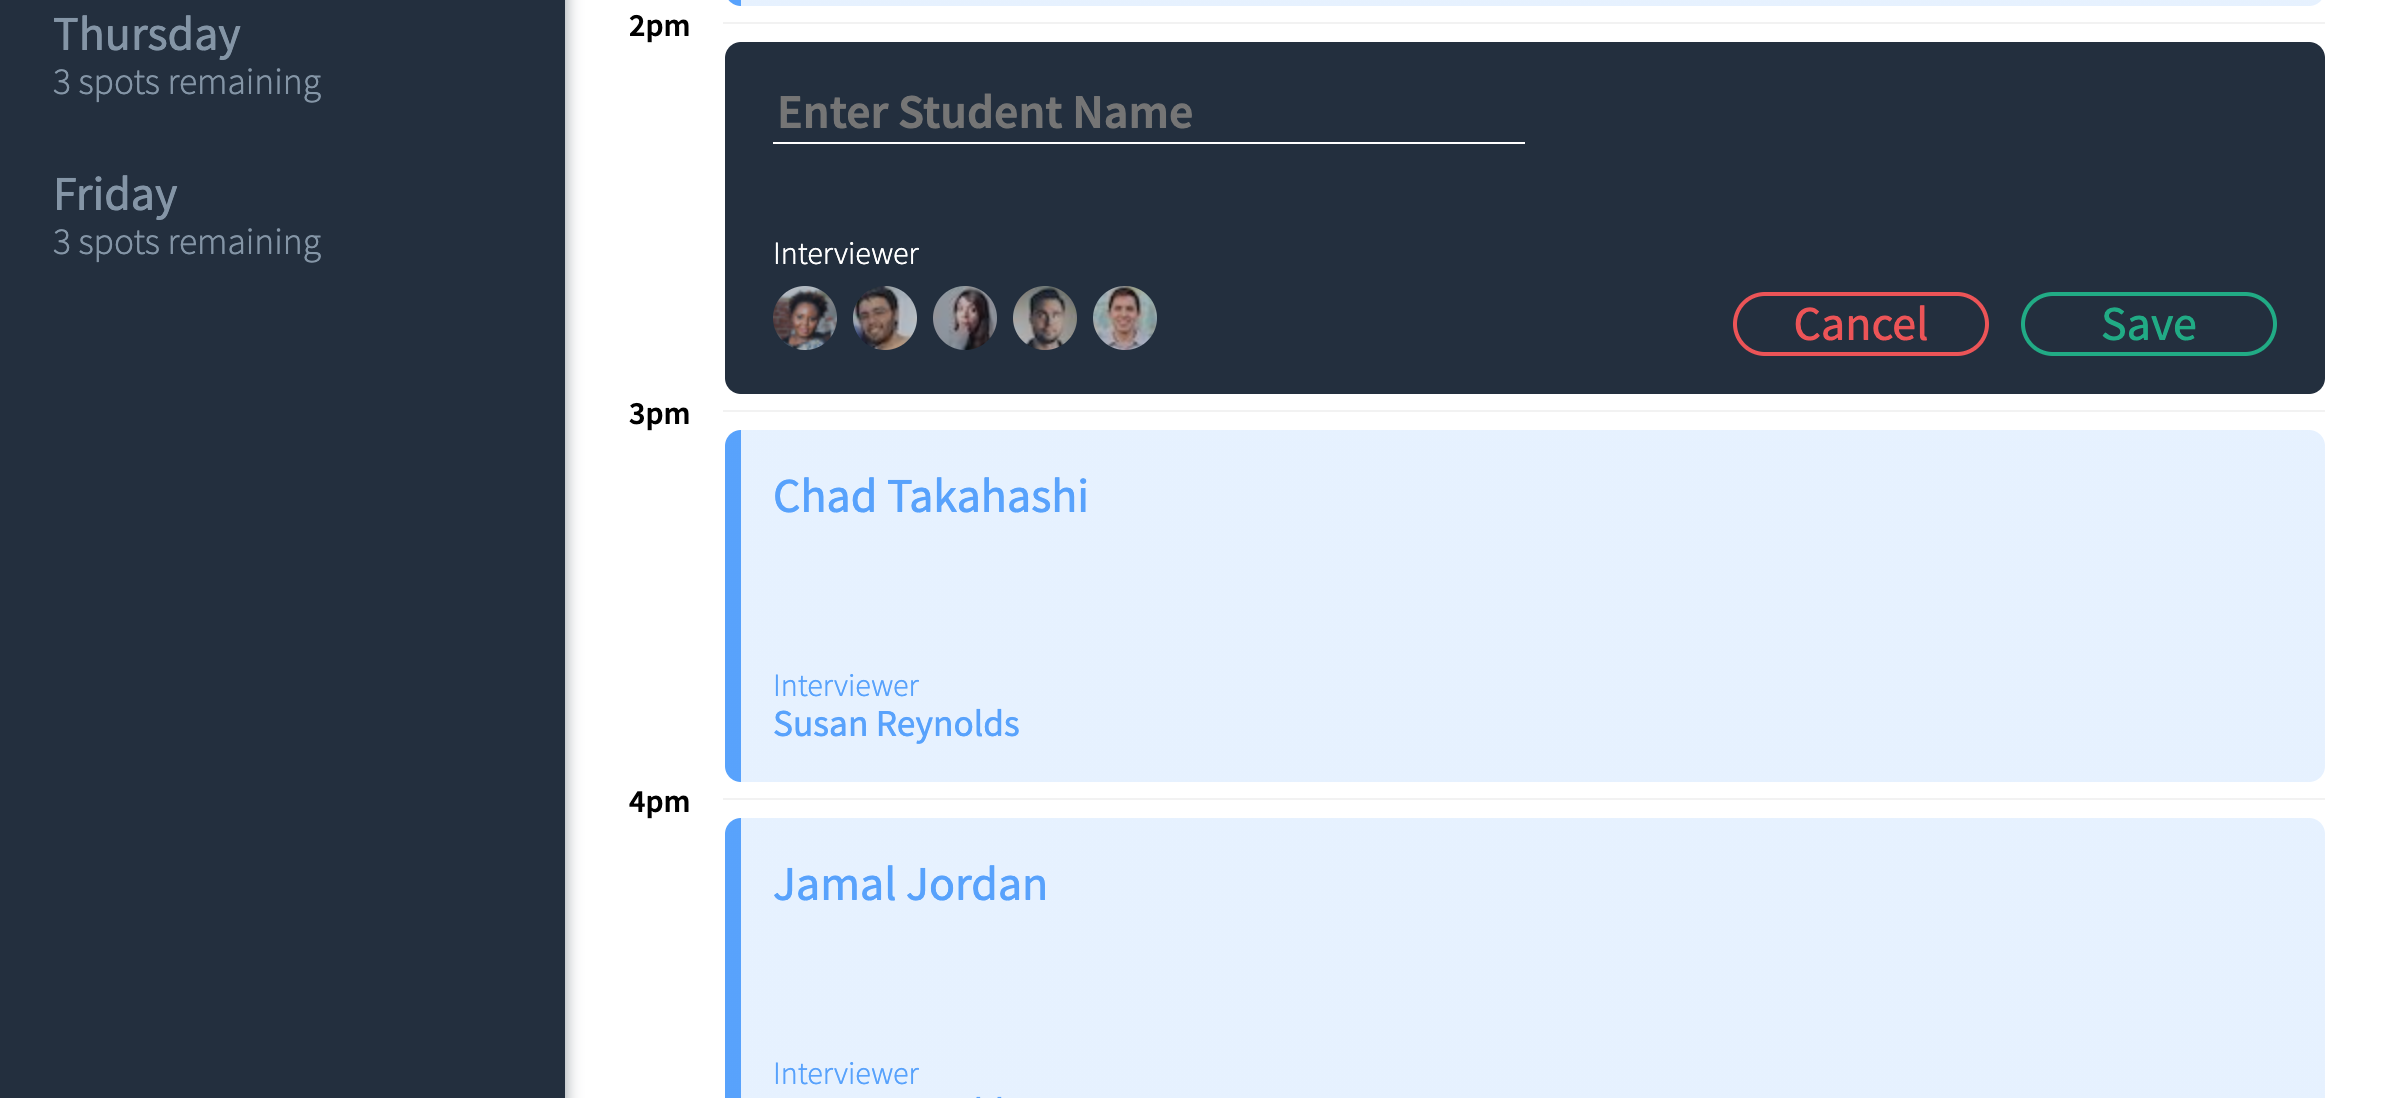 Thursday
3 spots remaining
Friday
3 spots remaining
2pm
Enter Student Name
Interviewer
Cancel
Save
3pm
Chad Takahashi
Interviewer
Susan Reynolds
4pm
Jamal Jordan
Interviewer